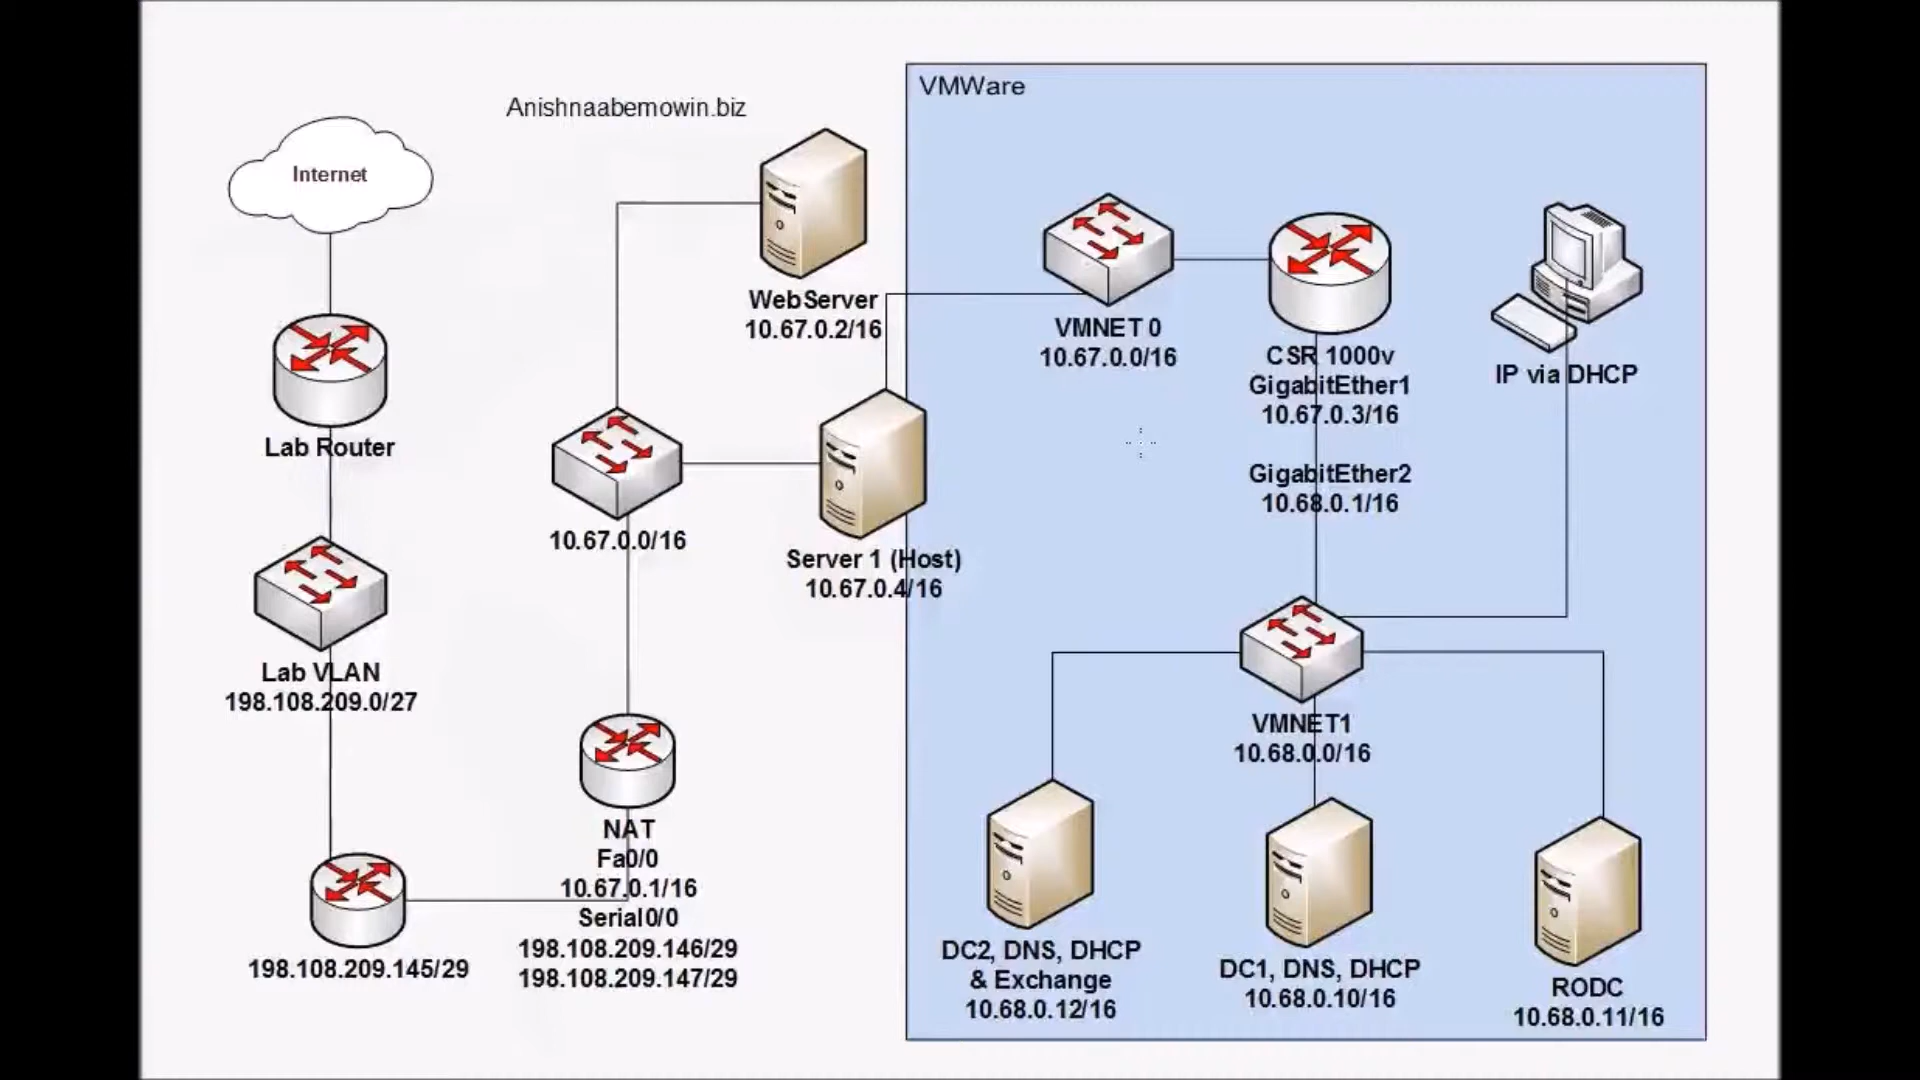 Anishnaabemowin.biz
VMWare
Internet
Lab Router
Lab VLAN
198.108.209.0/27
198.108.209.145/29
WebServer
10.67.0.2/16
10.67.0.0/16
Server 1 (Host)
10.67.0.4/16
NAT
Fa0/0
10.67.0.1/16
Serial0/0
198.108.209.146/29
198.108.209.147/29
VMNET 0
10.67.0.0/16
CSR 1000v
GigabitEther1
10.67.0.3/16
GigabitEther2
10.68.0.1/16
IP via DHCP
VMNET1
10.68.0.0/16
DC2, DNS, DHCP
& Exchange
10.68.0.12/16
DC1, DNS, DHCP
10.68.0.10/16
RODC
10.68.0.11/16